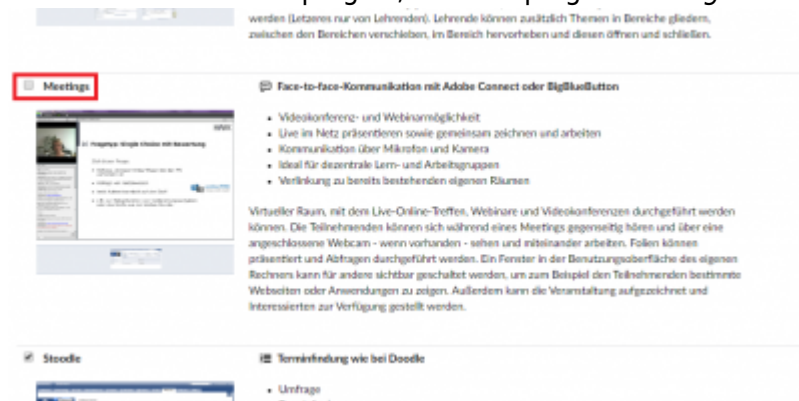 werden (Letzeres nur von Lehrenden). Lehrende können zusätzlich Themen in Bereiche gliedern,
zwischen den Bereichen verschieben, im Bereich hervorheben und diesen öffnen und schließen.
Meetings
Face-to-face-Kommunikation mit Adobe Connect oder BigBlueButton
• Videokonferenz- und Webinarmöglichkeit
• Live im Netz präsentieren sowie gemeinsam zeichnen und arbeiten
• Kommunikation über Mikrofon und Kamera
• Ideal für dezentrale Lern- und Arbeitsgruppen
• Verlinkung zu bereits bestehenden eigenen Räumen
Virtueller Raum, mit dem Live-Online-Treffen, Webinare und Videokonferenzen durchgeführt werden
können. Die Teilnehmenden können sich während eines Meetings gegenseitig hören und über eine
angeschlossene Webcam - wenn vorhanden - sehen und miteinander arbeiten. Folien können
präsentiert und Abfragen durchgeführt werden. Ein Fenster in der Benutzungsoberfläche des eigenen
Rechners kann für andere sichtbar geschaltet werden, um zum Beispiel den Teilnehmenden bestimmte
Webseiten oder Anwendungen zu zeigen. Außerdem kann die Veranstaltung aufgezeichnet und
Interessierten zur Verfügung gestellt werden.
Stoodle
Terminfindung wie bei Doodle
• Umfrage